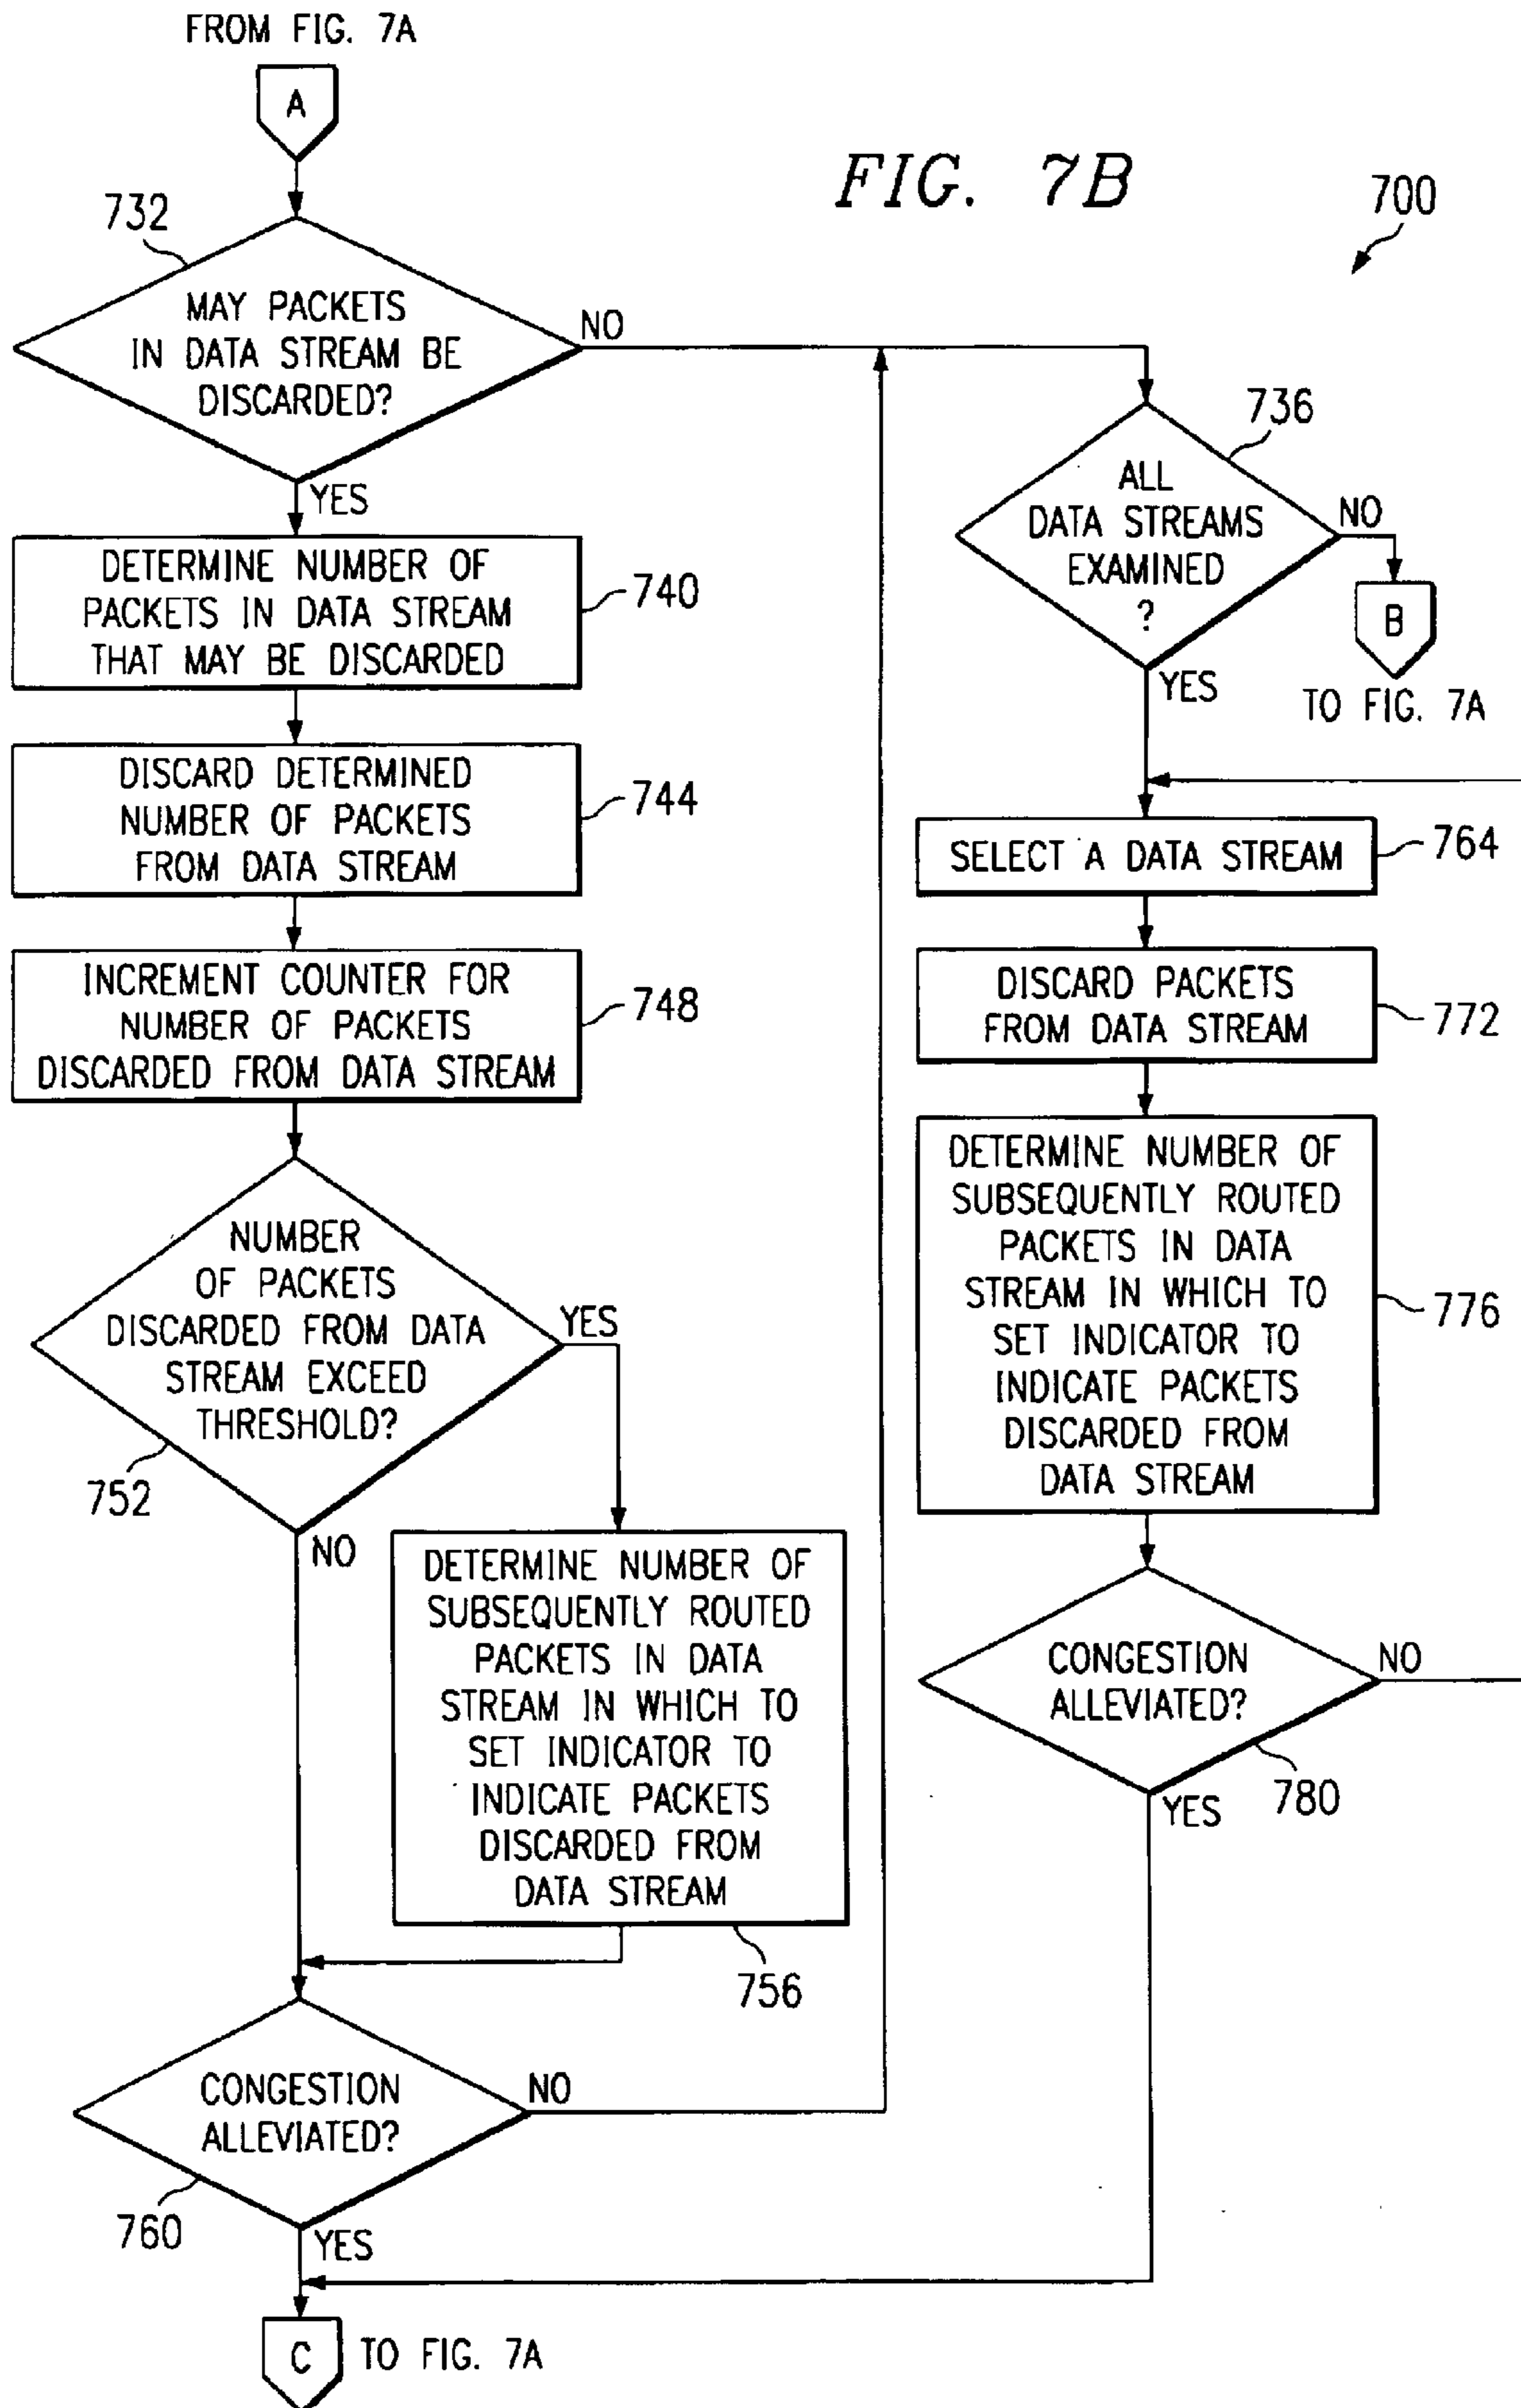 FROM FIG. 7A
A
FIG. 7B
700
732
MAY PACKETS
IN DATA STREAM BE
DISCARDED?
NO
YES
DETERMINE NUMBER OF
PACKETS IN DATA STREAM
THAT MAY BE DISCARDED
740
DISCARD DETERMINED
NUMBER OF PACKETS
FROM DATA STREAM
744
INCREMENT COUNTER FOR
NUMBER OF PACKETS
DISCARDED FROM DATA STREAM
748
NUMBER
OF PACKETS
DISCARDED FROM DATA
STREAM EXCEED
THRESHOLD?
YES
752
NO
DETERMINE NUMBER OF
SUBSEQUENTLY ROUTED
PACKETS IN DATA
STREAM IN WHICH TO
SET INDICATOR TO
INDICATE PACKETS
DISCARDED FROM
DATA STREAM
756
CONGESTION
ALLEVIATED?
NO
760
YES
C
TO FIG. 7A
736
ALL
DATA STREAMS
EXAMINED
?
NO
B
TO FIG. 7A
YES
SELECT A DATA STREAM
764
DISCARD PACKETS
FROM DATA STREAM
772
DETERMINE NUMBER OF
SUBSEQUENTLY ROUTED
PACKETS IN DATA
STREAM IN WHICH TO
SET INDICATOR TO
INDICATE PACKETS
DISCARDED FROM
DATA STREAM
776
CONGESTION
ALLEVIATED?
NO
780
YES